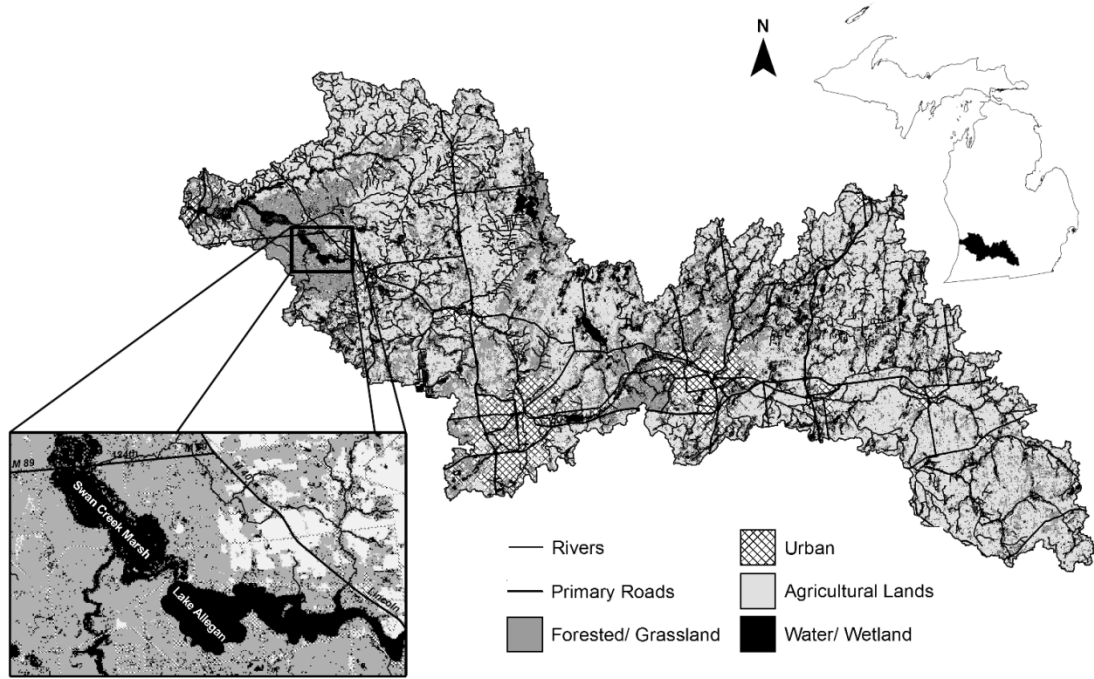 N
M 89
124th
M 40
Swan Creek Marsh
Lake Allegan
Lincoln
Rivers
Primary Roads
Forested/ Grassland
Urban
Agricultural Lands
Water/ Wetland